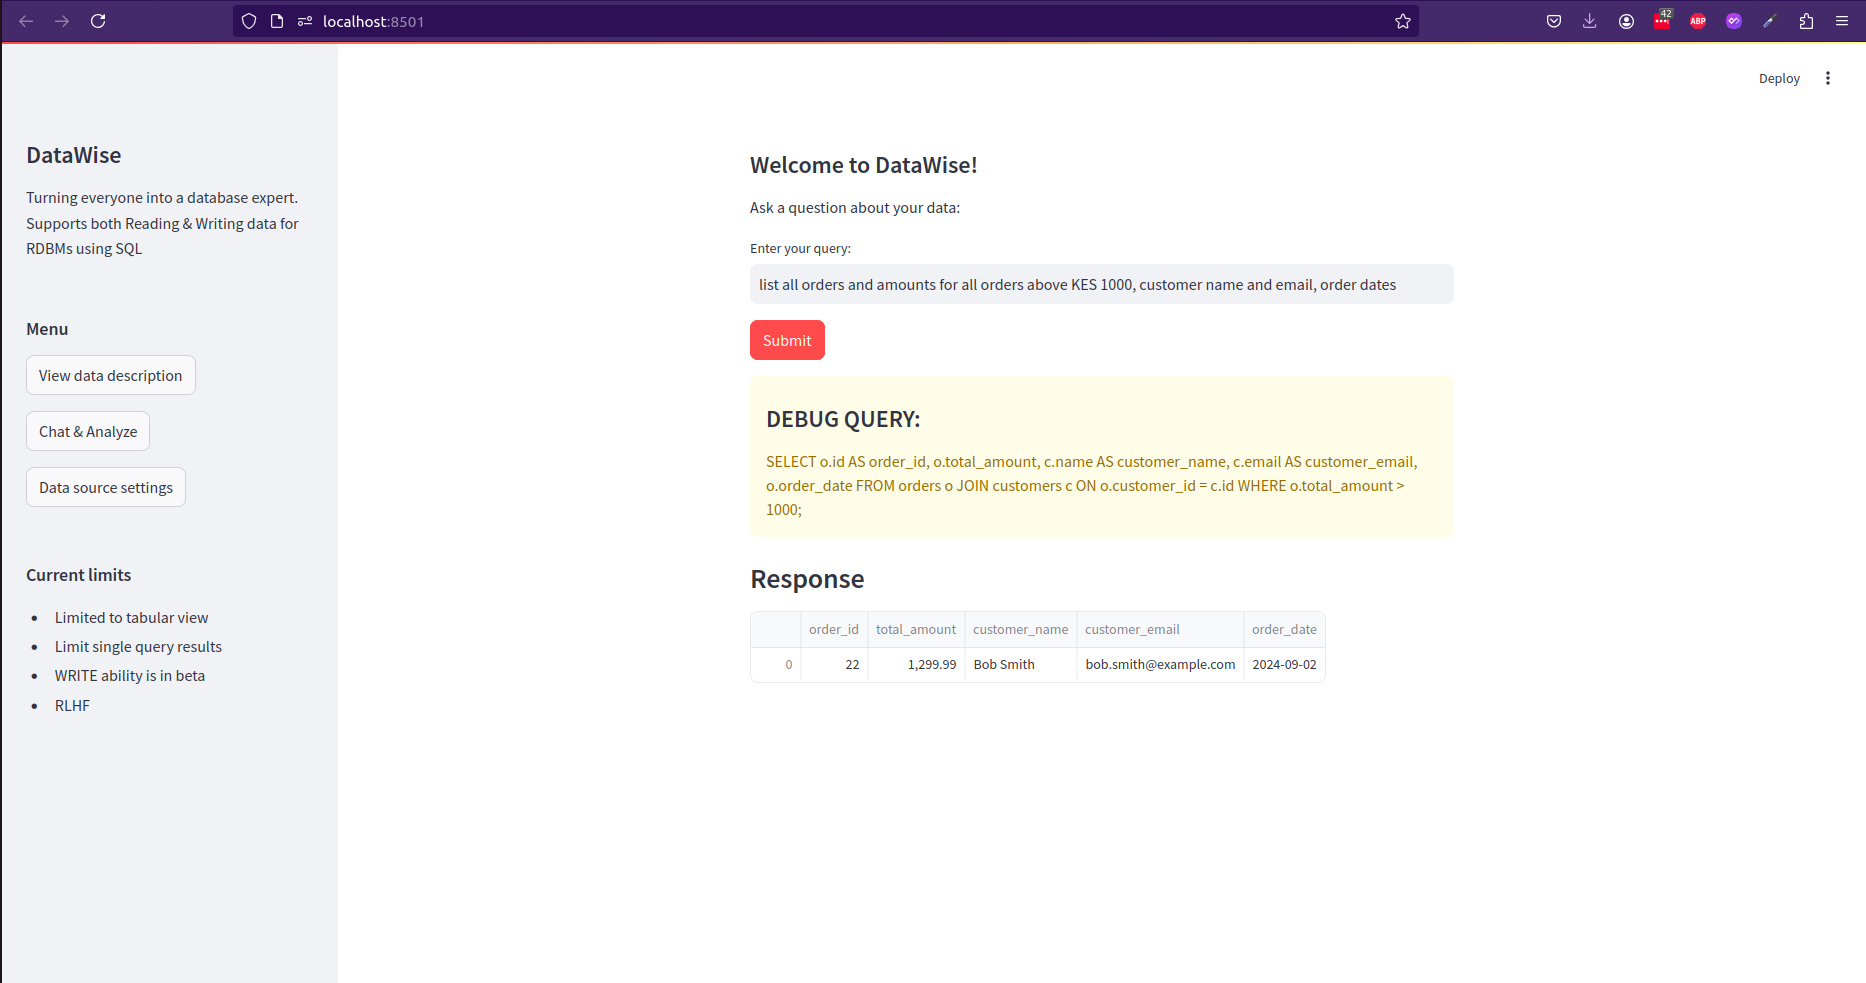 localhost:8501
42
ABP
Deploy
DataWise
Turning everyone into a database expert.
Supports both Reading & Writing data for
RDBMs using SQL
Menu
View data description
Chat & Analyze
Data source settings
Current limits
• Limited to tabular view
• Limit single query results
• WRITE ability is in beta
• RLHF
Welcome to DataWise!
Ask a question about your data:
Enter your query:
list all orders and amounts for all orders above KES 1000, customer name and email, order dates
Submit
DEBUG QUERY:
SELECT o.id AS order_id, o.total_amount, c.name AS customer_name, c.email AS customer_email,
o.order_date FROM orders o JOIN customers c ON o.customer_id = c.id WHERE o.total_amount >
1000;
Response
order_id total_amount customer_name customer_email order_date
0 22 1,299.99 Bob Smith bob.smith@example.com 2024-09-02